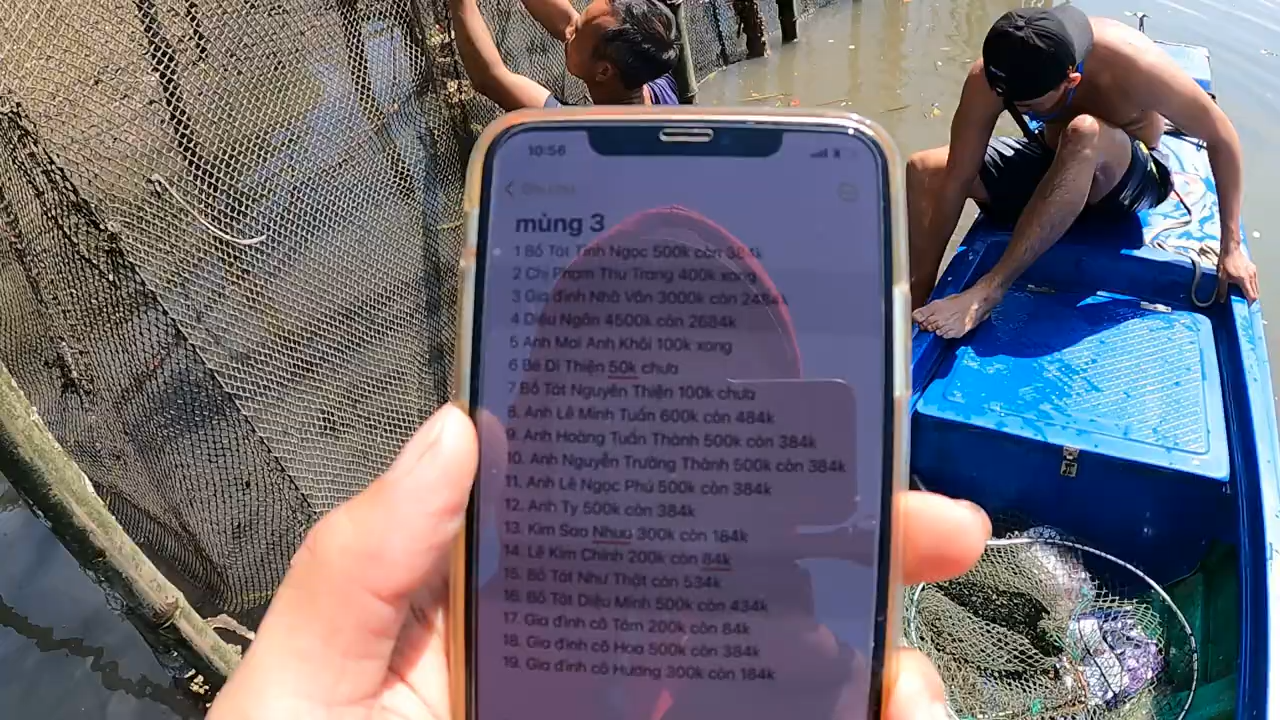 10:56
mùng 3
1 Bồ Tát Tịnh Ngọc 500k còn 384k
2 Chị Phạm Thu Trang 400k xong
3 Gia đình Nhã Vân 3000k còn 2484k
4 Diệu Ngân 4500k còn 2684k
5 Anh Mai Anh Khôi 100k xong
6 Bé Di Thiện 50k chưa
7 Bồ Tát Nguyên Thiện 100k chưa
8. Anh Lê Minh Tuấn 600k còn 484k
9. Anh Hoàng Tuấn Thành 500k còn 384k
10. Anh Nguyễn Trường Thành 500k còn 384k
11. Anh Lê Ngọc Phú 500k còn 384k
12. Anh Ty 500k còn 384k
13. Kim Sao Nhuu 300k còn 184k
14. Lê Kim Chinh 200k còn 84k
15. Bồ Tát Như Thật còn 534k
16. Bồ Tát Diệu Minh 500k còn 434k
17. Gia đình cô Tám 200k còn 84k
18. Gia đình cô Hoa 500k còn 384k
19. Gia đình cô Hương 300k còn 184k